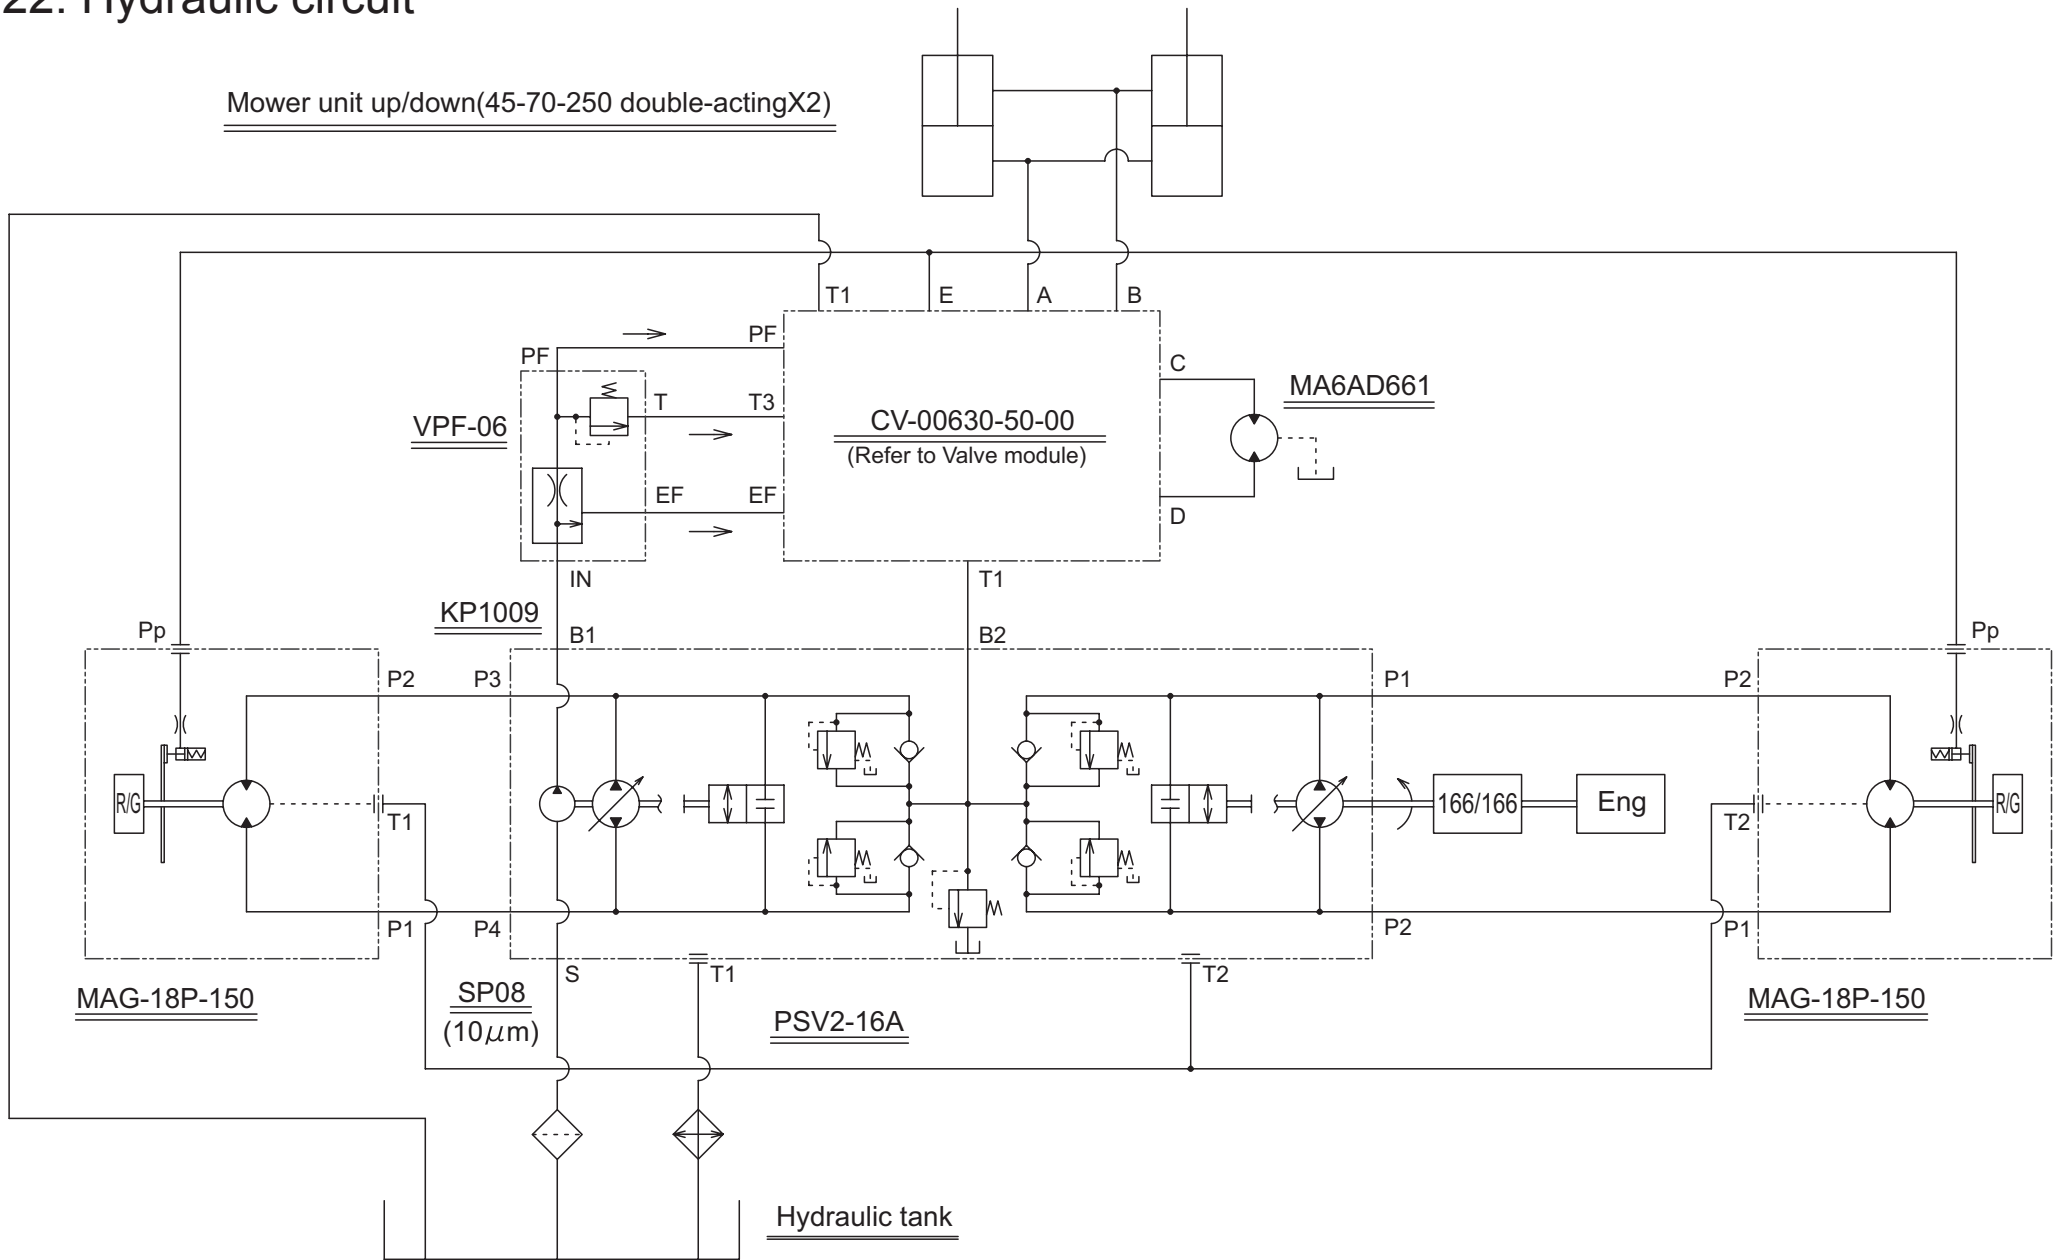 22. Hydraulic circuit
Mower unit up/down(45-70-250 double-actingX2)
T1
E
A
B
PF
PF
C
MA6AD661
T
T3
VPF-06
CV-00630-50-00
(Refer to Valve module)
EF
EF
D
IN
T1
KP1009
Pp
B1
B2
Pp
P2
P3
P1
P2
R/G
166/166
Eng
R/G
T1
T2
P1
P4
P2
P1
S
T1
T2
MAG-18P-150
SP08
(10μm)
PSV2-16A
MAG-18P-150
Hydraulic tank